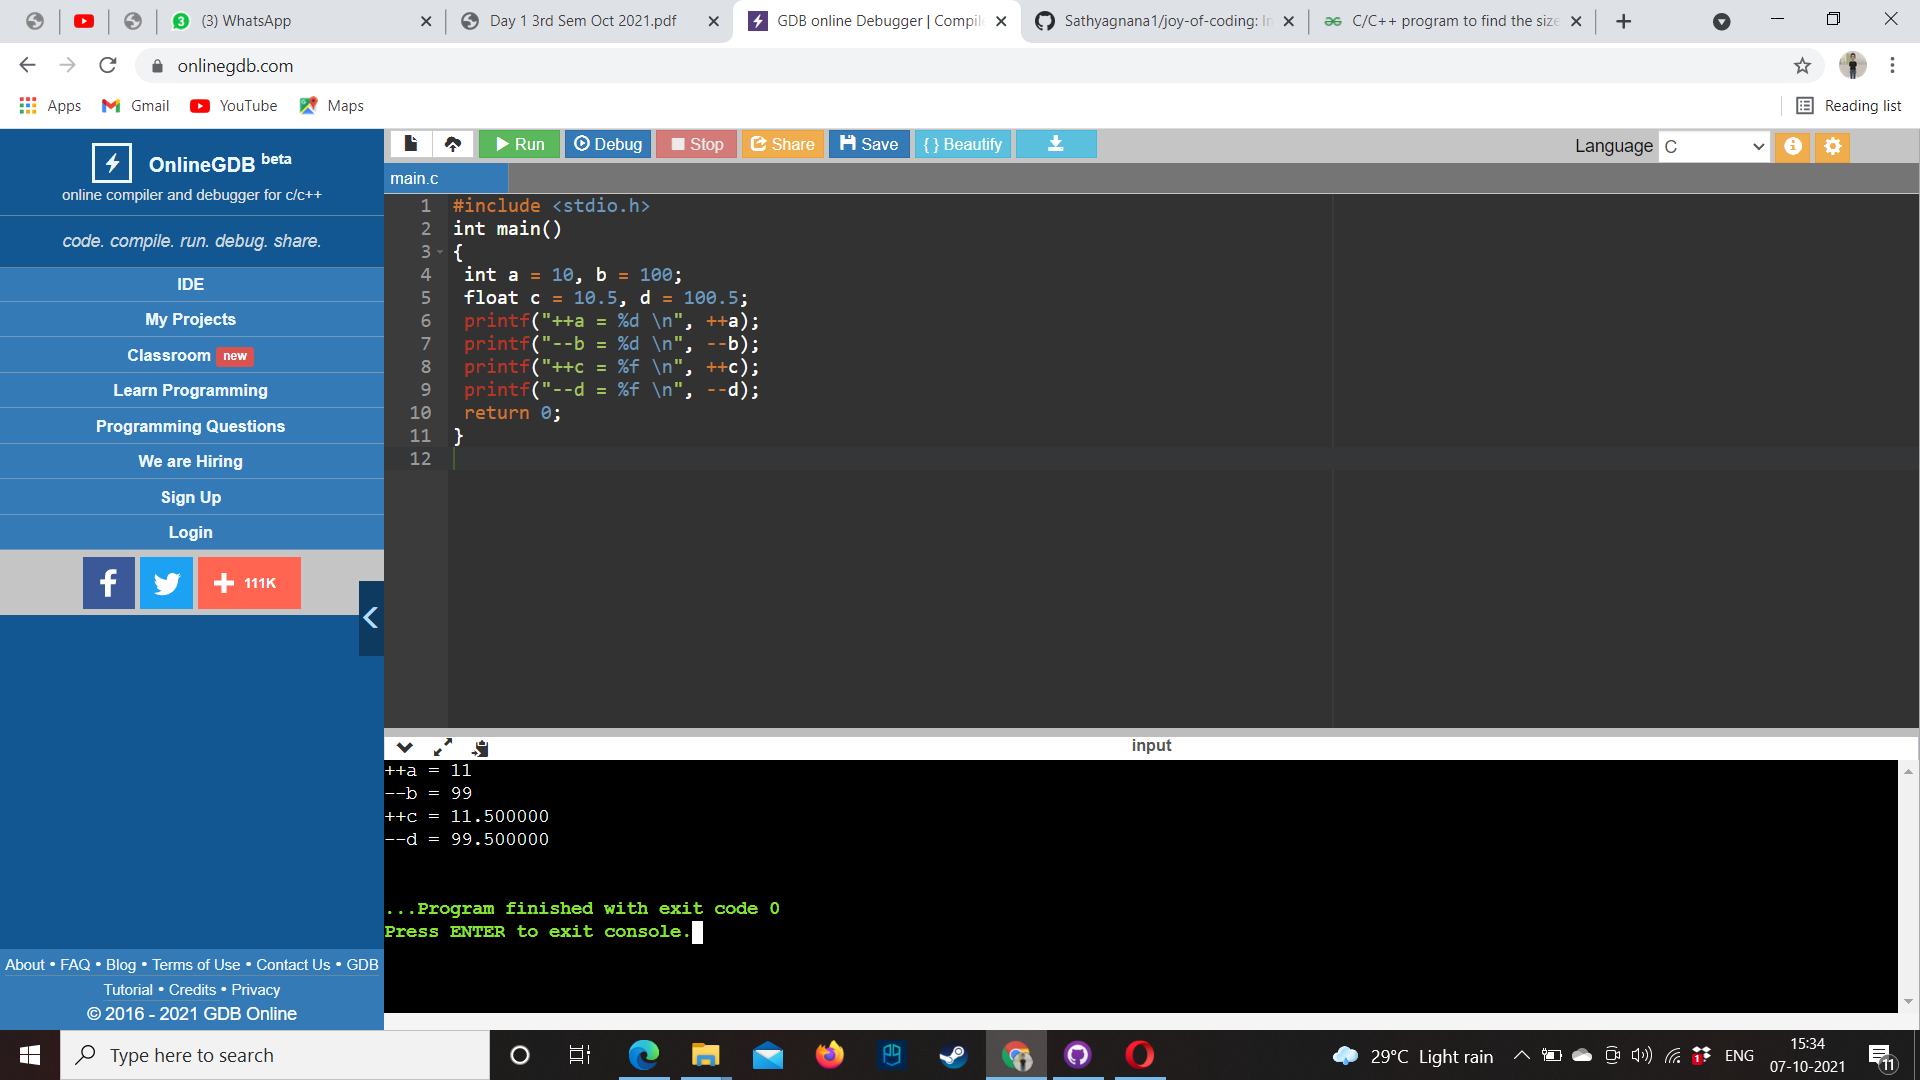 (3) WhatsApp
Day 1 3rd Sem Oct 2021.pdf
GDB online Debugger | Compile
Sathyagnana1/joy-of-coding: In
C/C++ program to find the size
onlinegdb.com
Apps
Gmail
YouTube
Maps
Reading list
OnlineGDB beta
online compiler and debugger for c/c++
code. compile. run. debug. share.
IDE
My Projects
Classroom new
Learn Programming
Programming Questions
We are Hiring
Sign Up
Login
111K
About • FAQ • Blog • Terms of Use • Contact Us • GDB
Tutorial • Credits • Privacy
© 2016 - 2021 GDB Online
Run
Debug
Stop
Share
Save
{ } Beautify
Language C
main.c
1 #include <stdio.h>
2 int main()
3 {
4 int a = 10, b = 100;
5 float c = 10.5, d = 100.5;
6 printf("++a = %d \n", ++a);
7 printf("--b = %d \n", --b);
8 printf("++c = %f \n", ++c);
9 printf("--d = %f \n", --d);
10 return 0;
11 }
12
input
++a = 11
--b = 99
++c = 11.500000
--d = 99.500000
...Program finished with exit code 0
Press ENTER to exit console.
Type here to search
29°C Light rain
1
ENG
15:34
07-10-2021
11